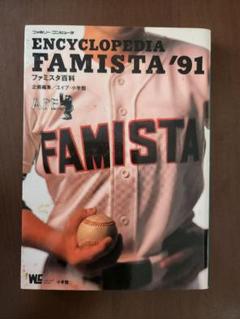 ファミリーコンピュータ
ENCYCLOPEDIA
FAMISTA'91
ファミスタ百科
企画編集/エイプ・小学館
APE
FAMISTA
小学館